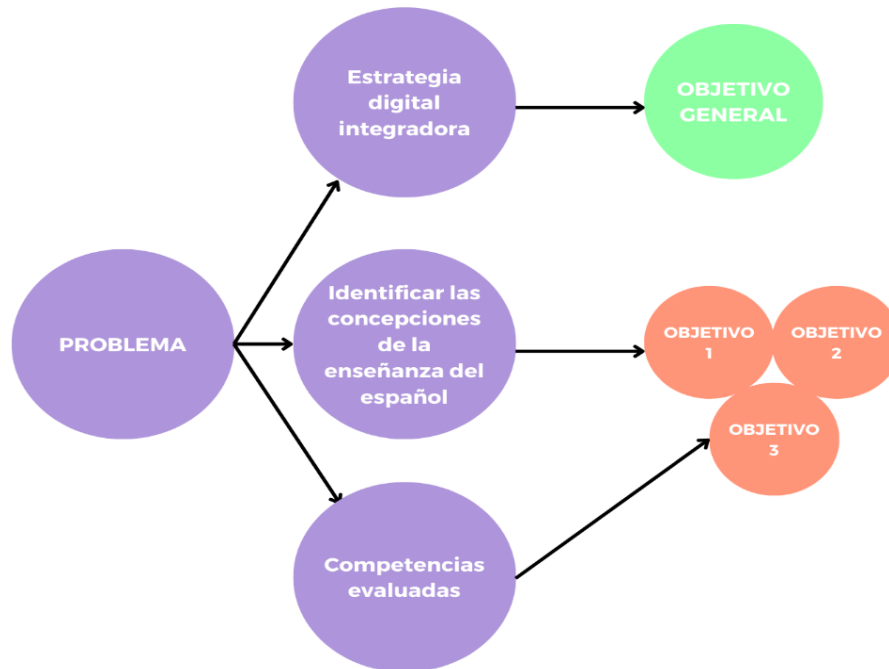 Estrategia
digital
integradora
OBJETIVO
GENERAL
PROBLEMA
Identificar las
concepciones
de la
enseñanza del
español
OBJETIVO
1
OBJETIVO
2
OBJETIVO
3
Competencias
evaluadas